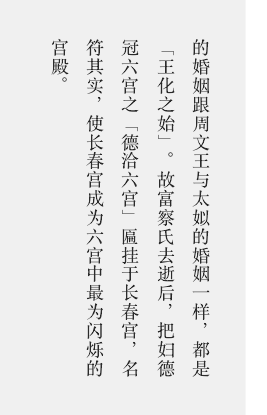 的婚姻跟周文王与太姒的婚姻一样，都是
「王化之始」。故富察氏去逝后，把妇德
冠六宫之「德洽六宫」匾挂于长春宫，名
符其实，使长春宫成为六宫中最为闪烁的
宫殿。